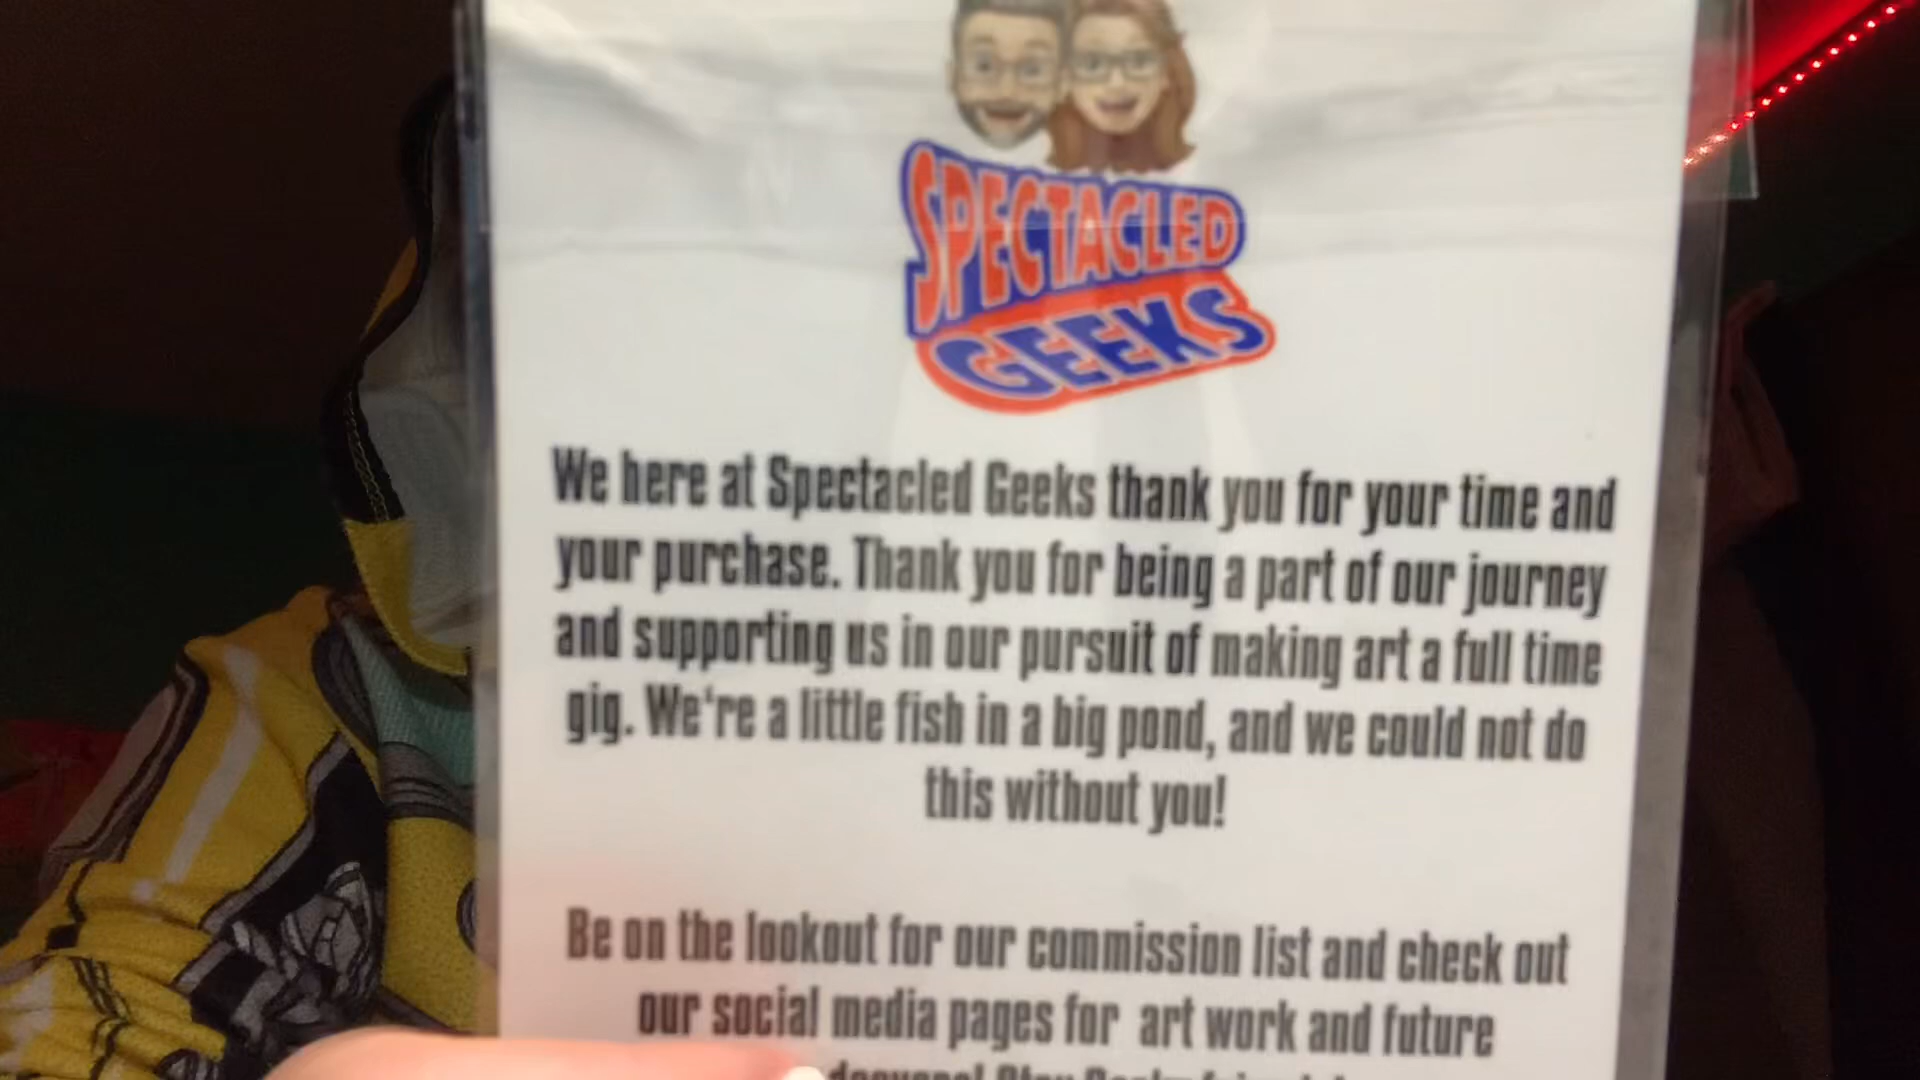 SPECTACLED
GEEKS
We here at Spectacled Geeks thank you for your time and
your purchase. Thank you for being a part of our journey
and supporting us in our pursuit of making art a full time
gig. We're a little fish in a big pond, and we could not do
this without you!
Be on the lookout for our commission list and check out
our social media pages for art work and future